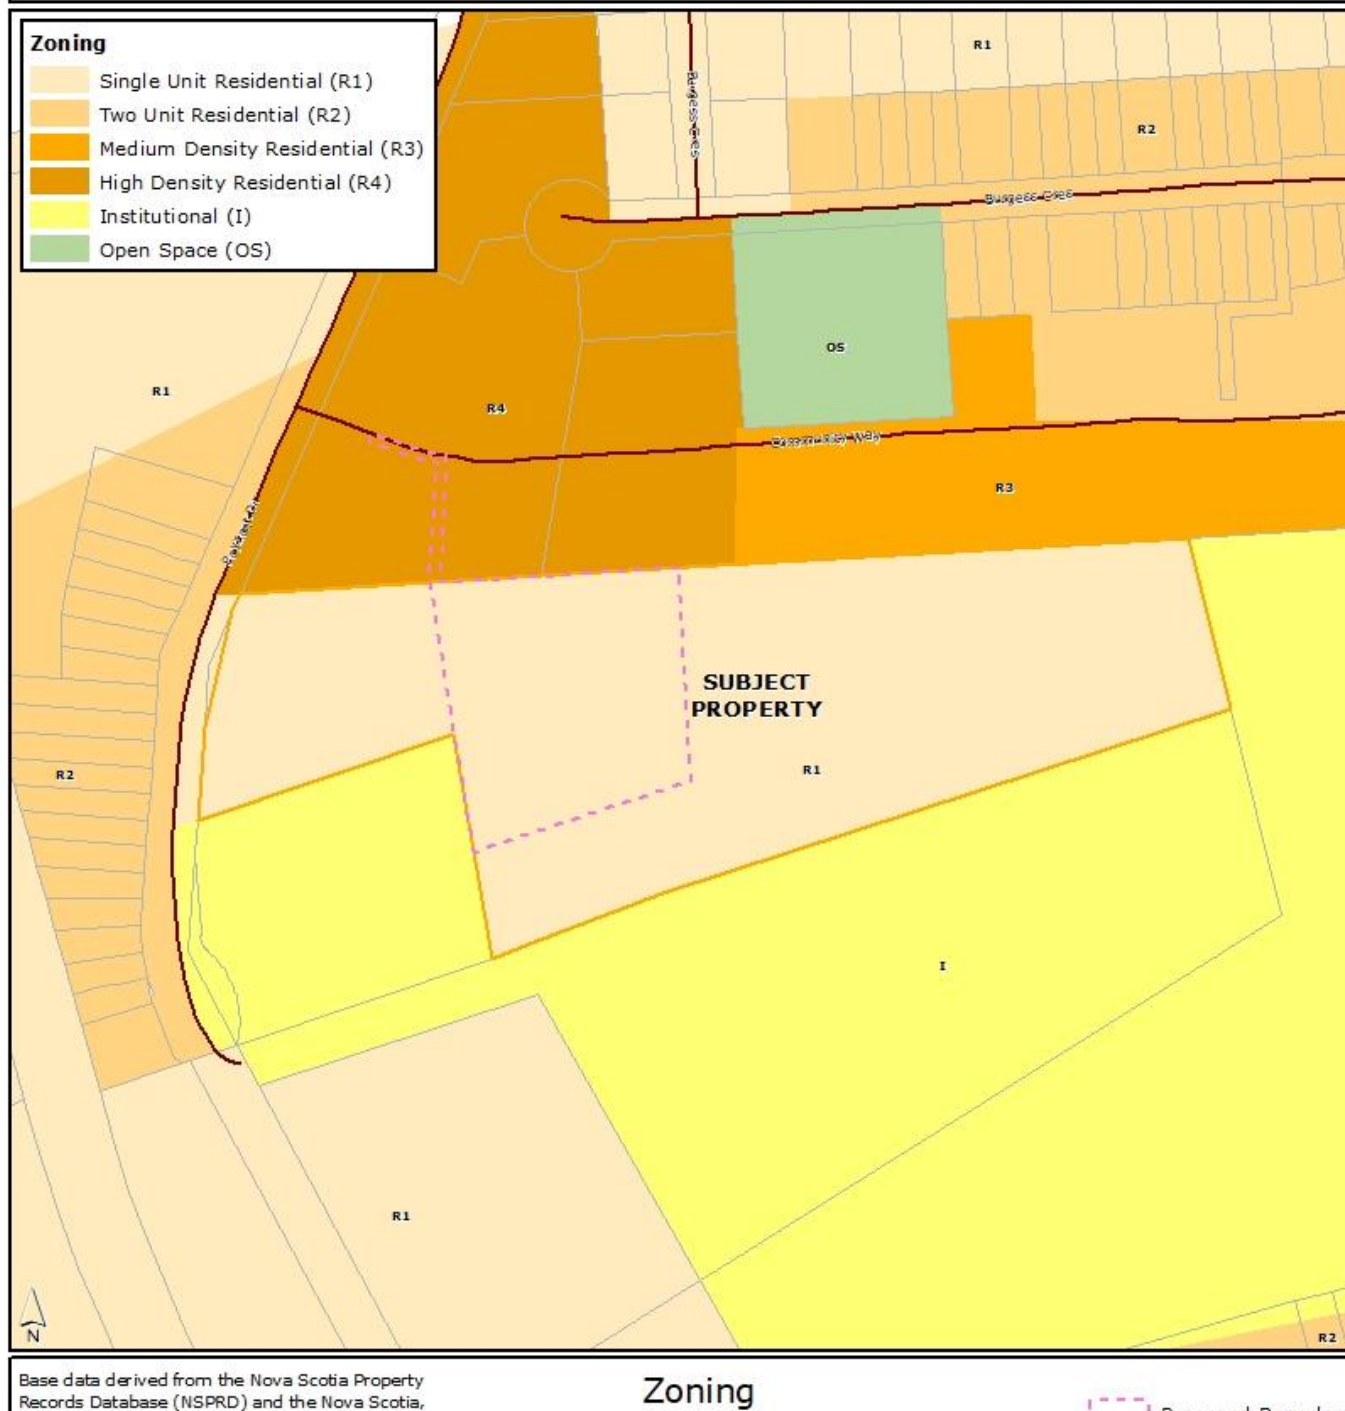 Zoning
Single Unit Residential (R1)
Two Unit Residential (R2)
Medium Density Residential (R3)
High Density Residential (R4)
Institutional (I)
Open Space (OS)
R1
Burgess Cres
R2
Burgess Cres
OS
R1
R4
Community Way
R3
SUBJECT
PROPERTY
R1
R2
I
R1
N
R2
Base data derived from the Nova Scotia Property
Records Database (NSPRD) and the Nova Scotia,
Zoning